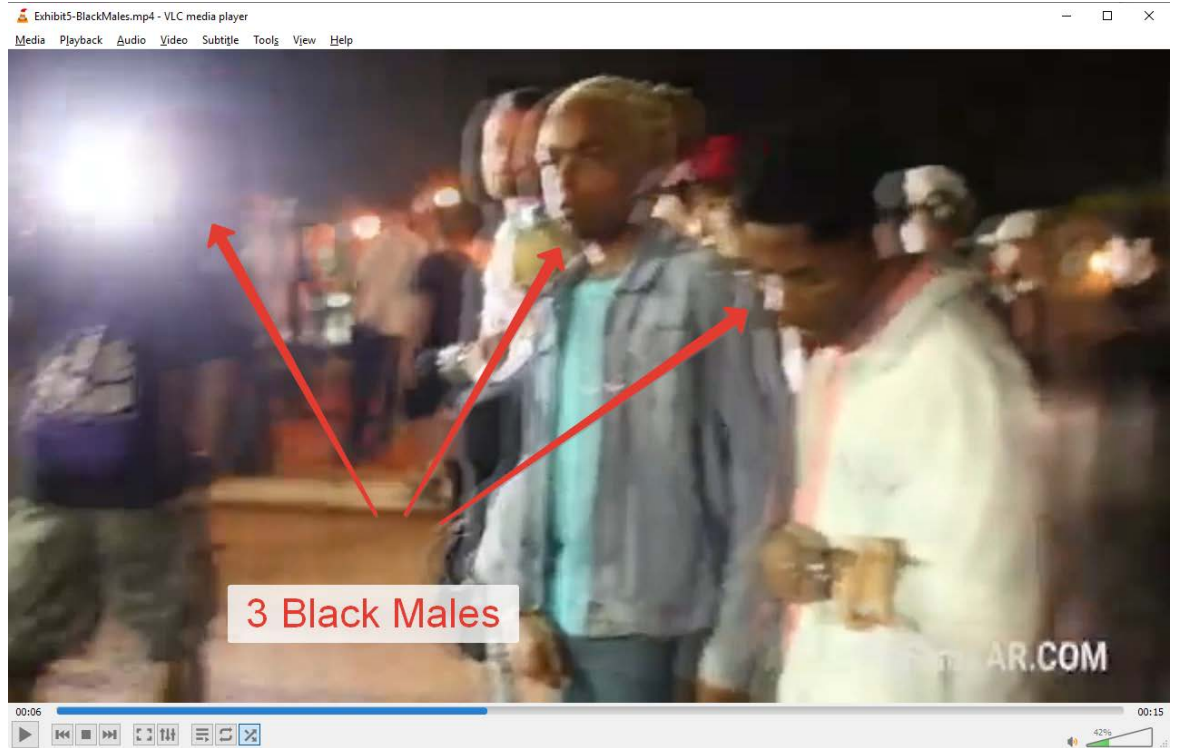 Exhibit5-BlackMales.mp4 - VLC media player
Media Playback Audio Video Subtitle Tools View Help
3 Black Males
AR.COM
00:06
00:15
42%